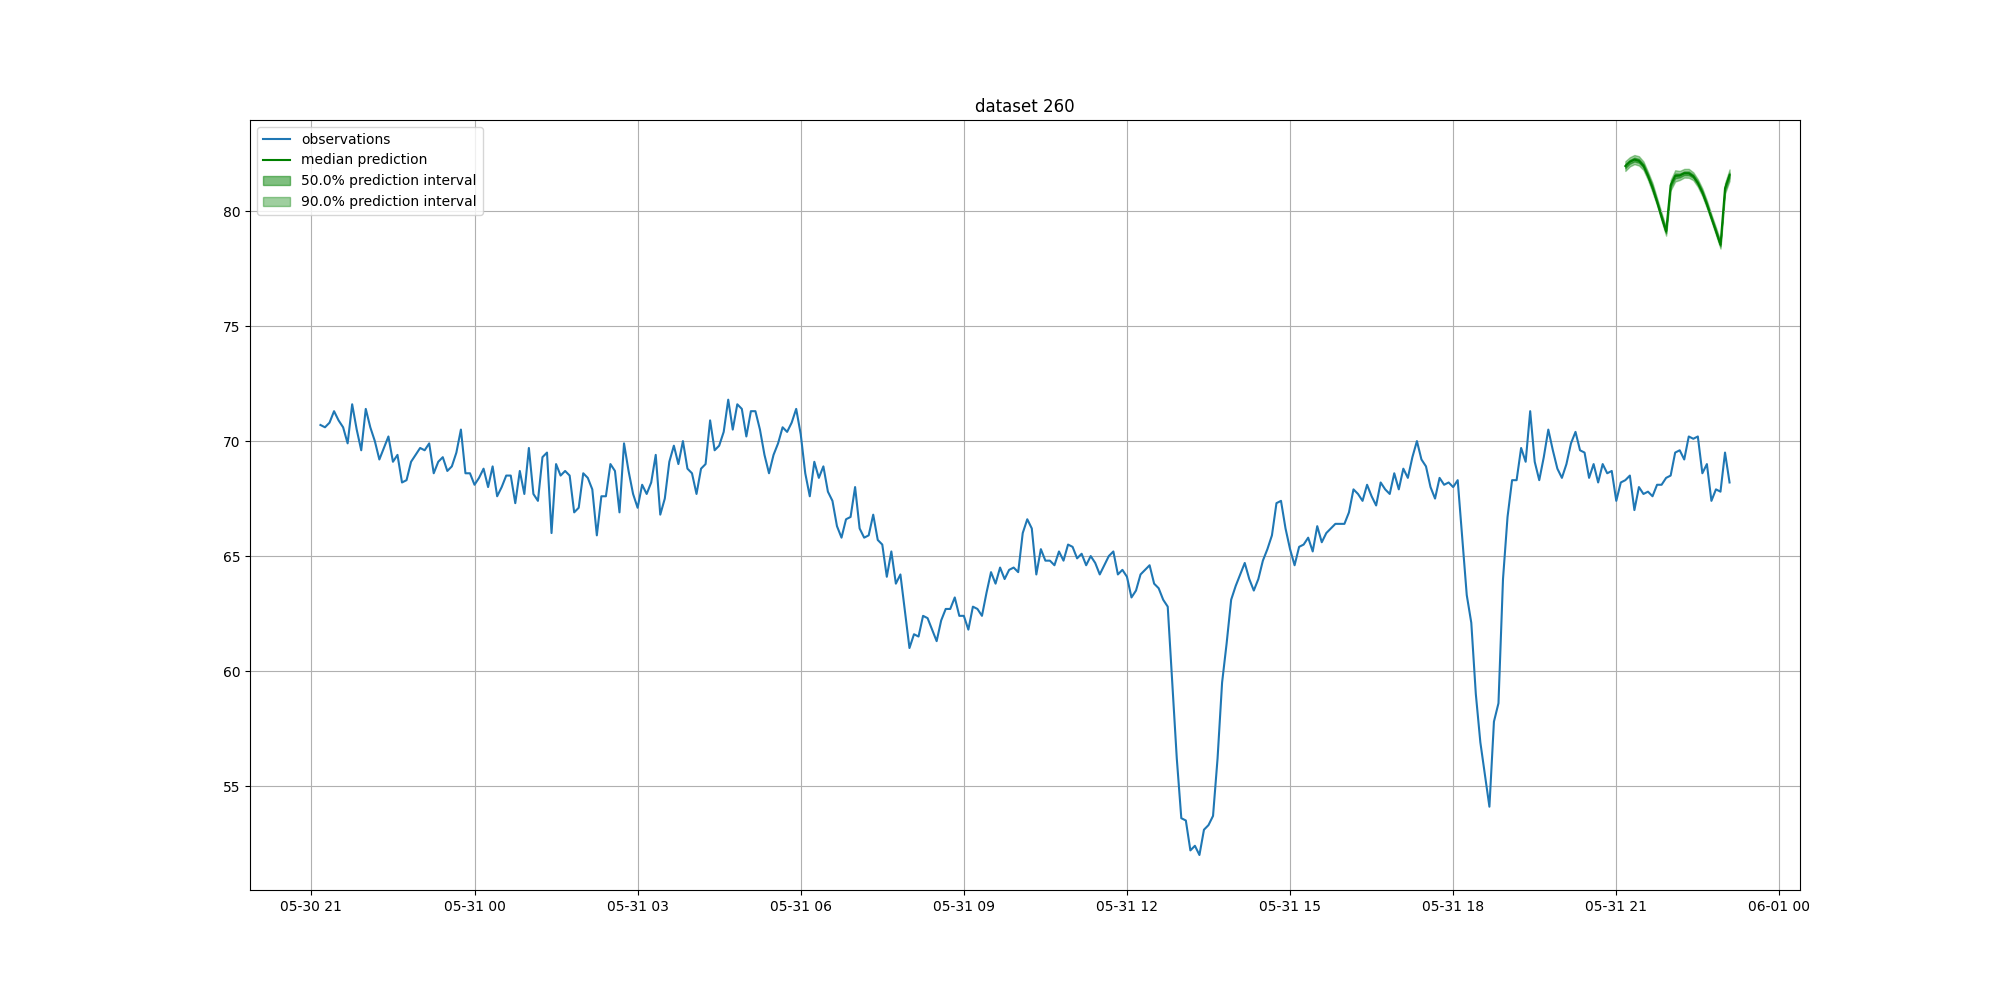 dataset 260
observations
median prediction
50.0% prediction interval
90.0% prediction interval
80
75
70
65
60
55
05-30 21 05-31 00 05-31 03 05-31 06 05-31 09 05-31 12 05-31 15 05-31 18 05-31 21 06-01 00